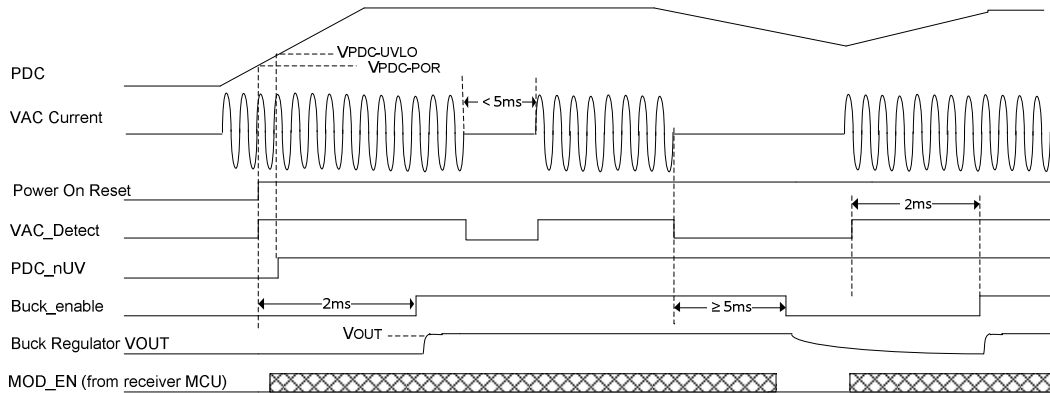 VPDC-UVLO
VPDC-POR
PDC
< 5ms
VAC Current
Power On Reset
2ms
VAC_Detect
PDC_nUV
Buck_enable
2ms
≥ 5ms
VOUT
Buck Regulator VOUT
MOD_EN (from receiver MCU)